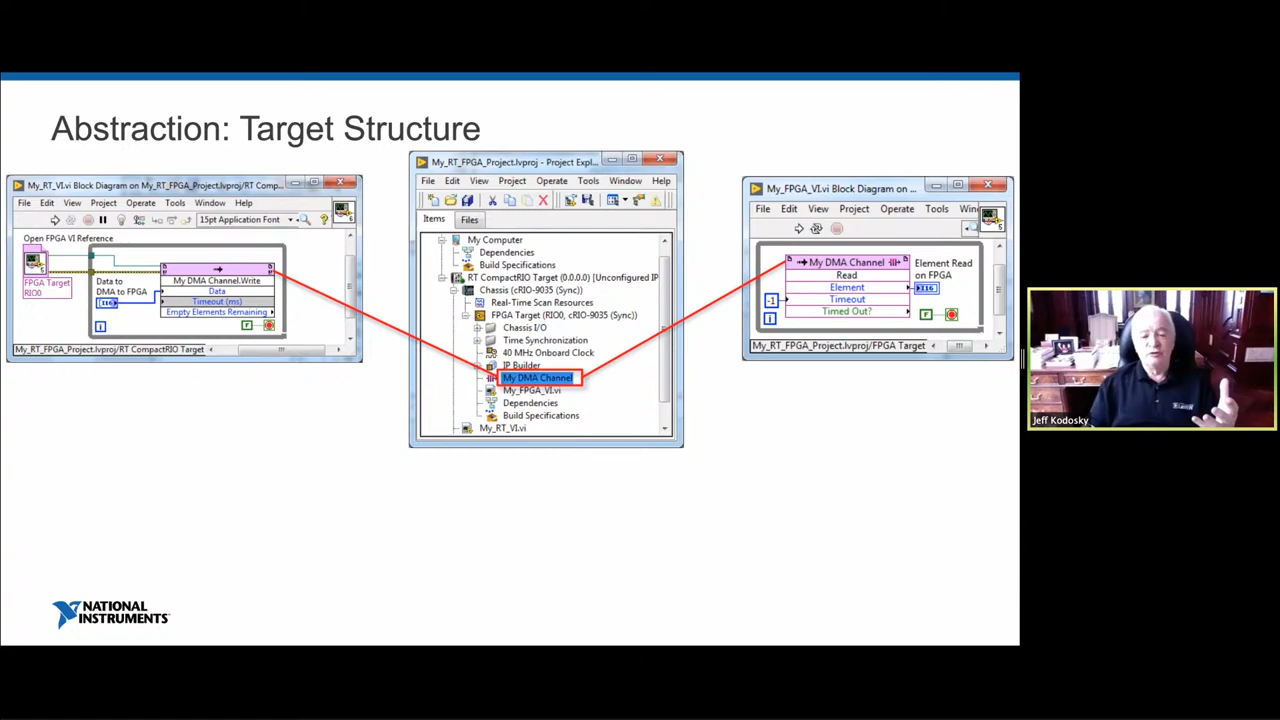 Abstraction: Target Structure
My_RT_VI.vi Block Diagram on My_RT_FPGA_Project.lvproj/RT Comp...
File Edit View Project Operate Tools Window Help
15pt Application Font
Open FPGA VI Reference
FPGA Target
RIO0
Data to
DMA to FPGA
I16
My DMA Channel.Write
Data
Timeout (ms)
Empty Elements Remaining
i
F
My_RT_FPGA_Project.lvproj/RT CompactRIO Target
My_RT_FPGA_Project.lvproj - Project Expl...
File Edit View Project Operate Tools Window Help
Items Files
My Computer
Dependencies
Build Specifications
RT CompactRIO Target (0.0.0.0) [Unconfigured IP
Chassis (cRIO-9035 (Sync))
Real-Time Scan Resources
FPGA Target (RIO0, cRIO-9035 (Sync))
Chassis I/O
Time Synchronization
40 MHz Onboard Clock
IP Builder
My DMA Channel
My_FPGA_VI.vi
Dependencies
Build Specifications
My_RT_VI.vi
My_FPGA_VI.vi Block Diagram on ...
File Edit View Project Operate Tools
My DMA Channel
Read
Element
Timeout
Timed Out?
-1
i
Element Read
on FPGA
I16
F
My_RT_FPGA_Project.lvproj/FPGA Target
NATIONAL
INSTRUMENTS
Jeff Kodosky